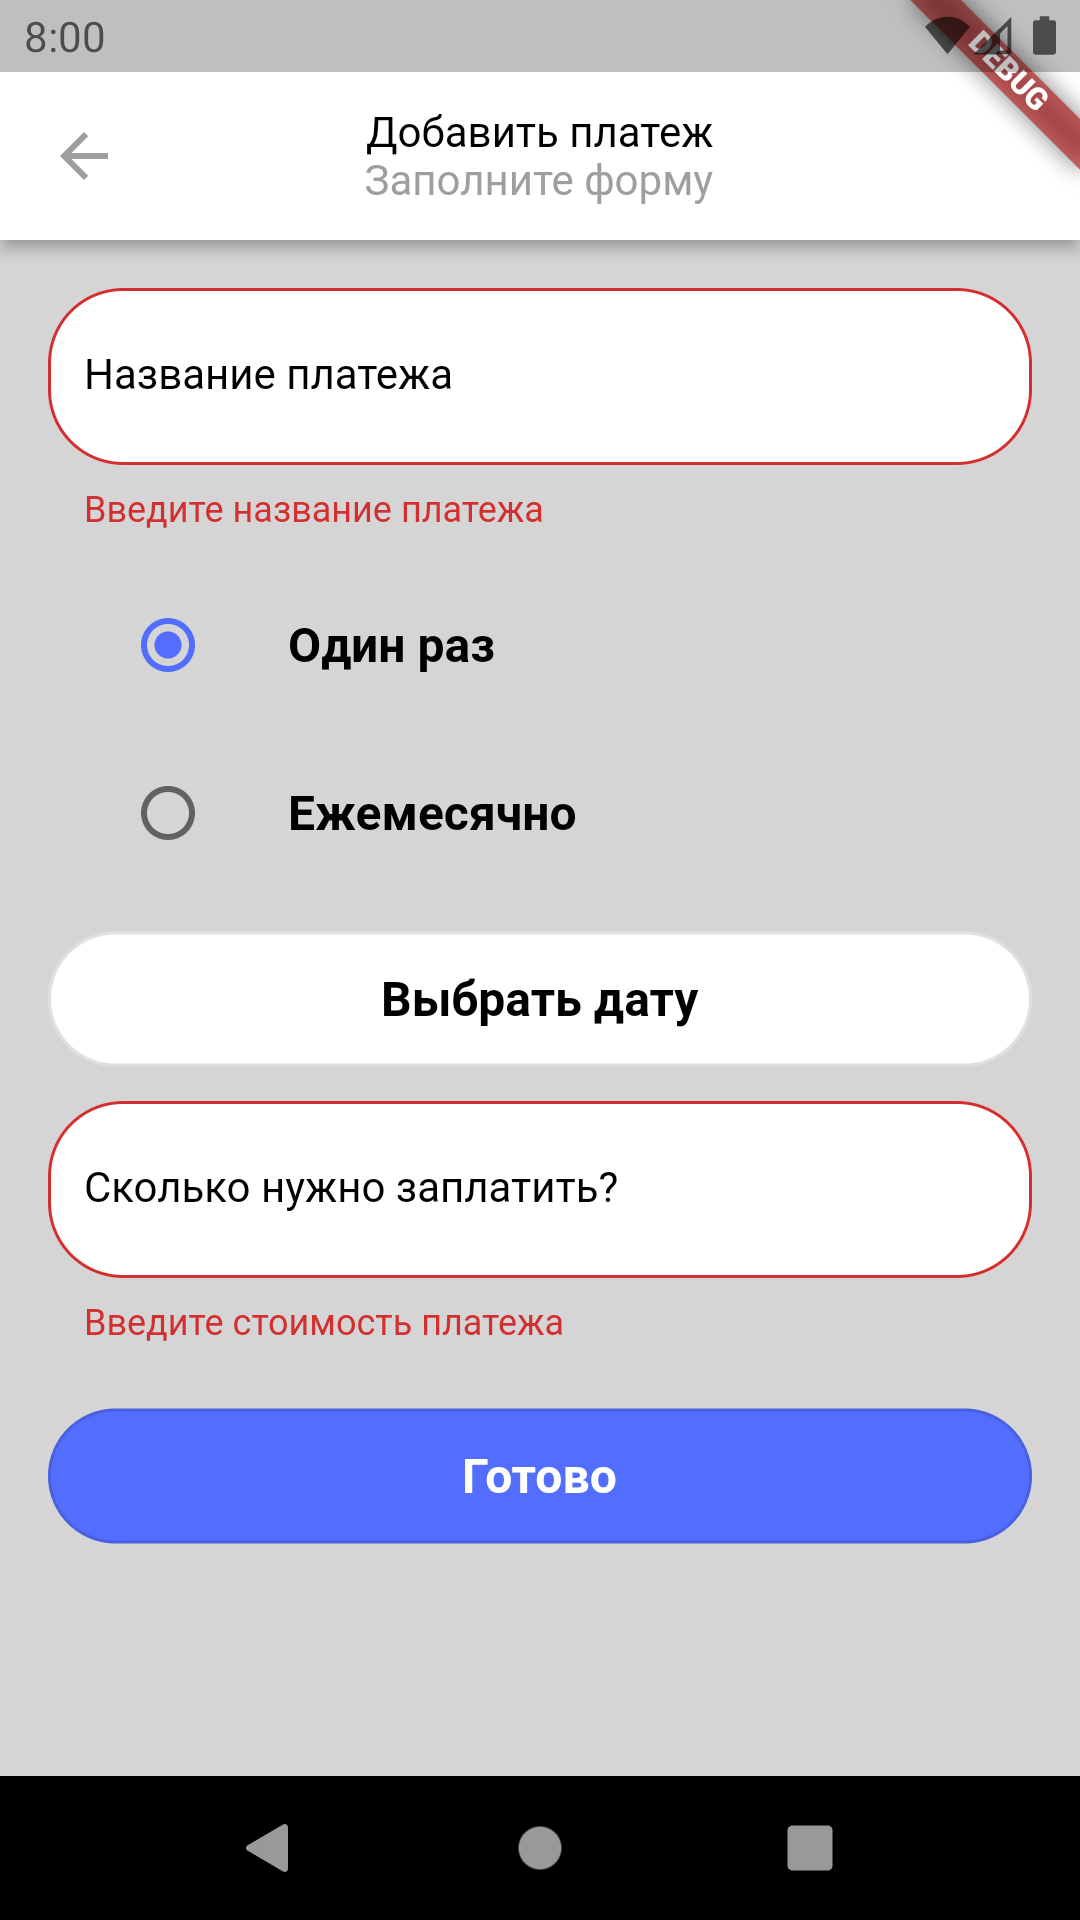 8:00
DEBUG
Добавить платеж
Заполните форму
Название платежа
Введите название платежа
Один раз
Ежемесячно
Выбрать дату
Сколько нужно заплатить?
Введите стоимость платежа
Готово